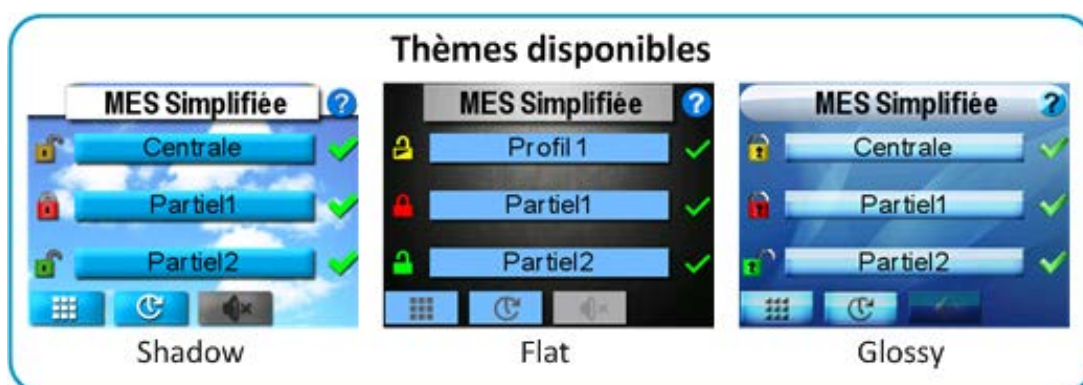 Thèmes disponibles
MES Simplifiée ?
Centrale
Partiel1
Partiel2
Shadow
MES Simplifiée ?
Profil 1
Partiel1
Partiel2
Flat
MES Simplifiée ?
Centrale
Partiel1
Partiel2
Glossy